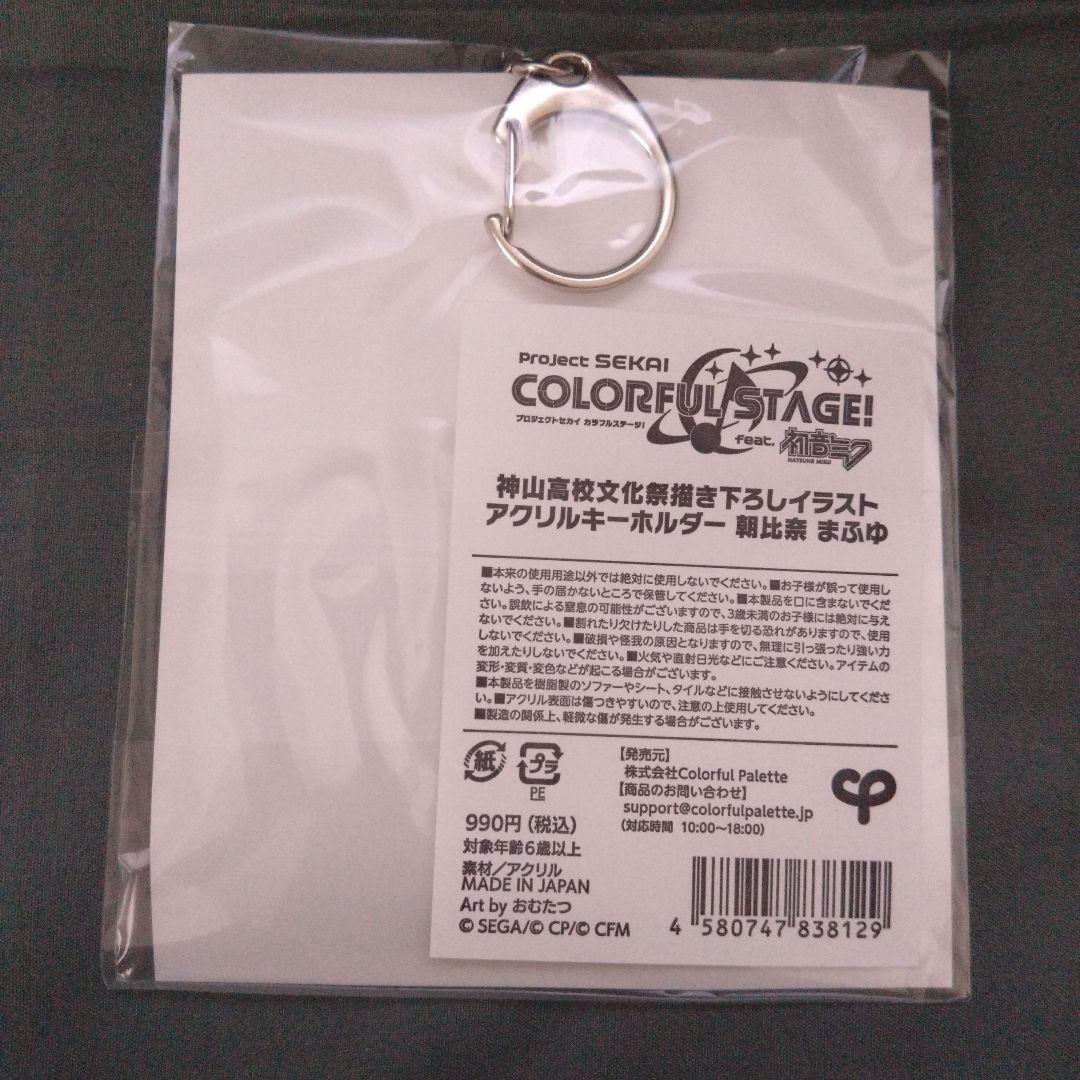 Project SEKAI
COLORFUL STAGE!
プロジェクトセカイ カラフルステージ!
feat. 初音ミク
HATSUNE MIKU
神山高校文化祭描き下ろしイラスト
アクリルキーホルダー 朝比奈 まふゆ
■本来の使用用途以外では絶対に使用しないでください。■お子様が誤って使用し
ないよう、手の届かないところで保管してください。■本製品を口に含まないでくだ
さい。誤飲による窒息の可能性がございますので、3歳未満のお子様には絶対に与え
ないでください。■割れたり欠けたりした商品は手を切る恐れがありますので、使用
しないでください。■破損や怪我の原因となりますので、無理に引っ張ったり強い力
を加えたりしないでください。■火気や直射日光などにご注意ください。アイテムの
変形・変質・変色などが起こる場合がございます。
■本製品を樹脂製のソファーやシート、タイルなどに接触させないようにしてくださ
い。■アクリル表面は傷つきやすいので、注意の上使用してください。
■製造の関係上、軽微な傷が発生する場合がございます。
紙
プラ
PE
【発売元】
株式会社Colorful Palette
【商品のお問い合わせ】
support@colorfulpalette.jp
(対応時間 10:00〜18:00)
cp
990円(税込)
対象年齢6歳以上
素材/アクリル
MADE IN JAPAN
Art by おむたつ
© SEGA/© CP/© CFM
4 580747 838129